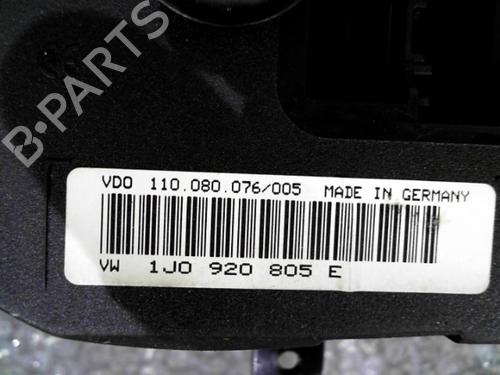 B-PARTS
VDO 110.080.076/005 MADE IN GERMANY
VW 1J0 920 805 E